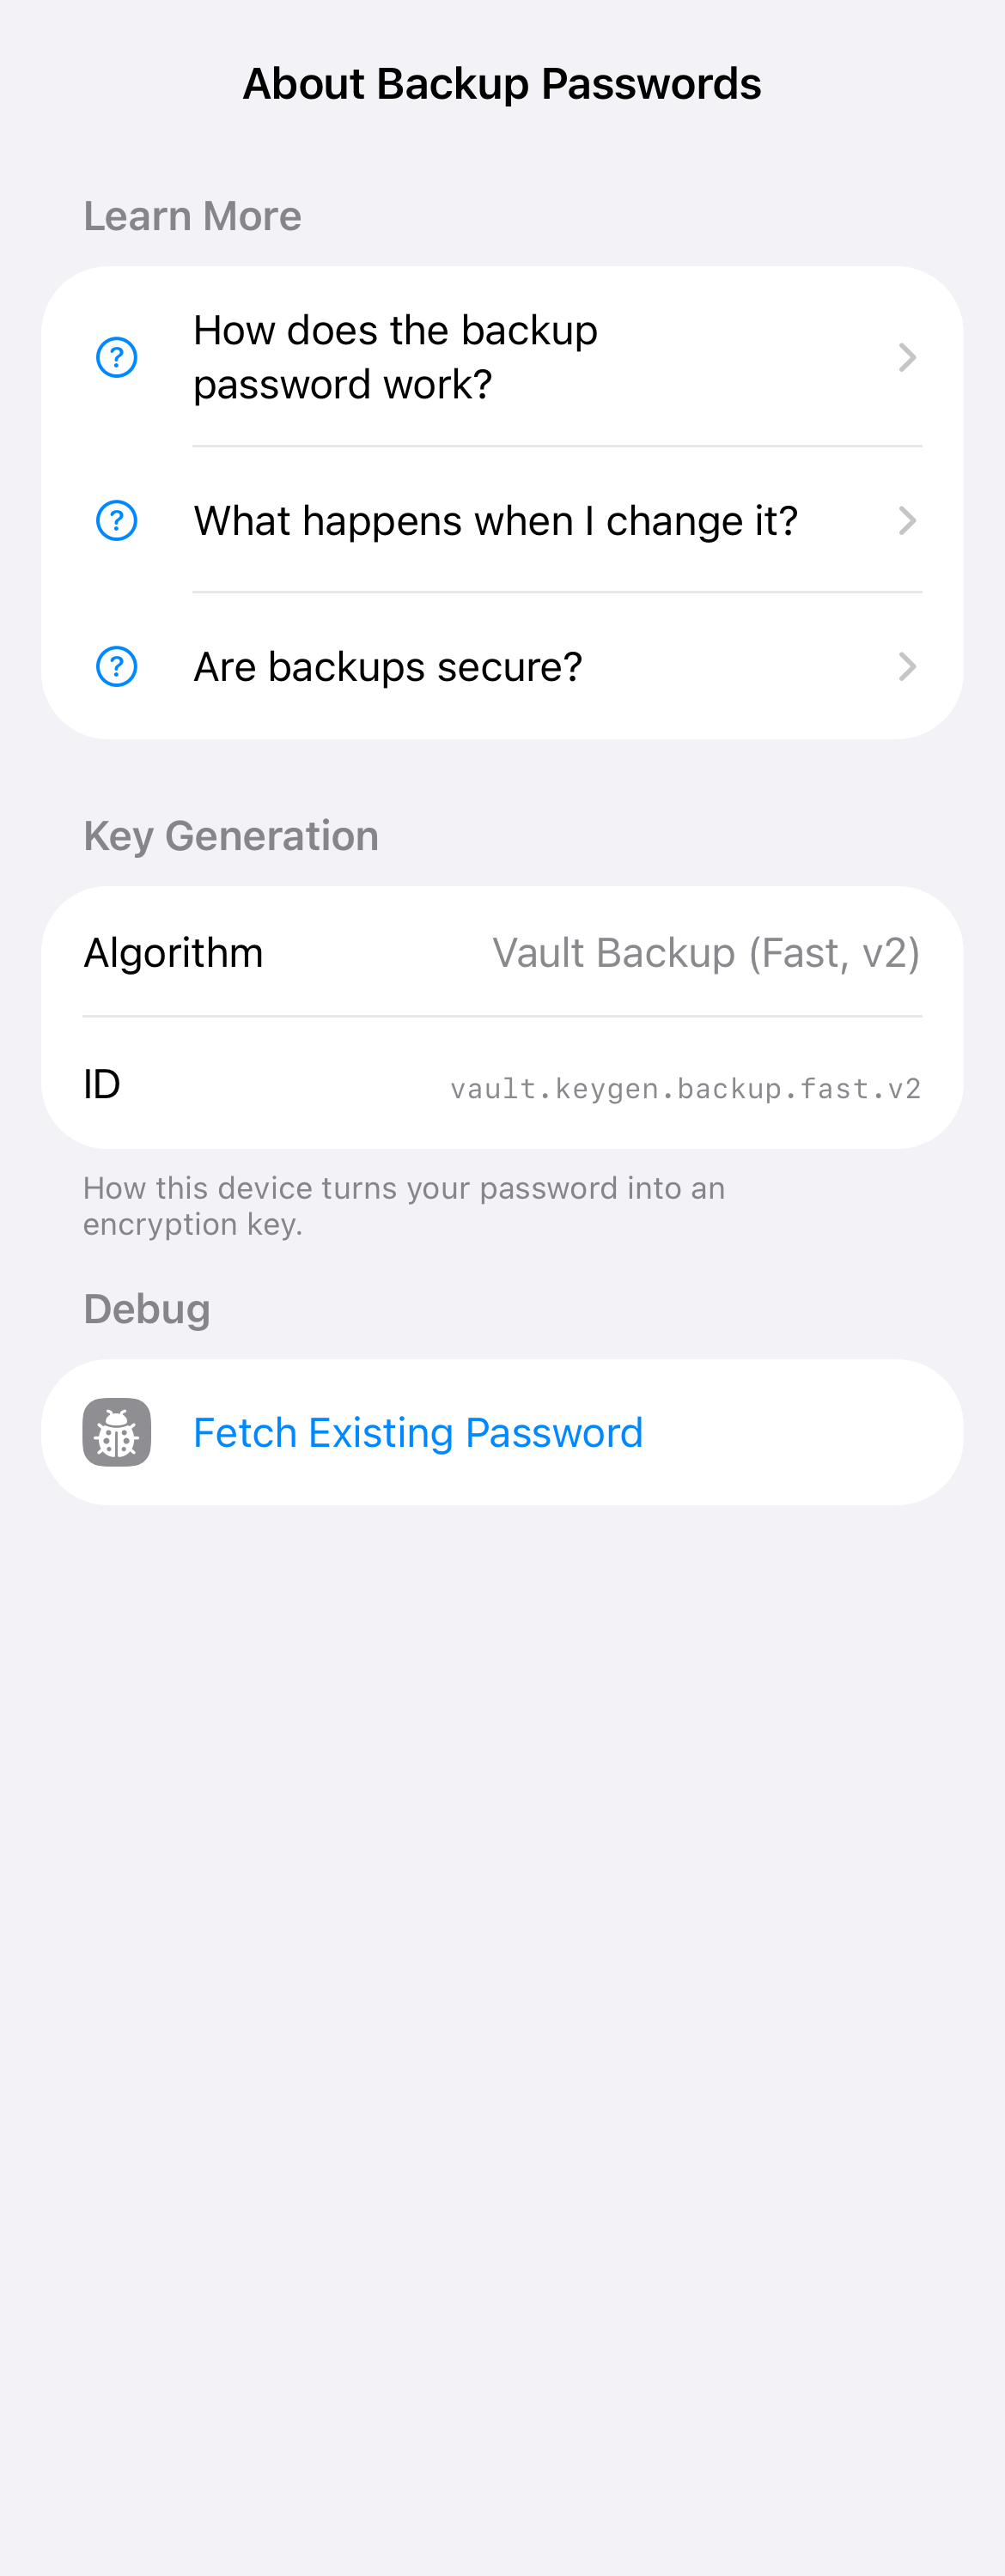 About Backup Passwords
Learn More
How does the backup
password work?
What happens when I change it?
Are backups secure?
Key Generation
Algorithm Vault Backup (Fast, v2)
ID vault.keygen.backup.fast.v2
How this device turns your password into an
encryption key.
Debug
Fetch Existing Password